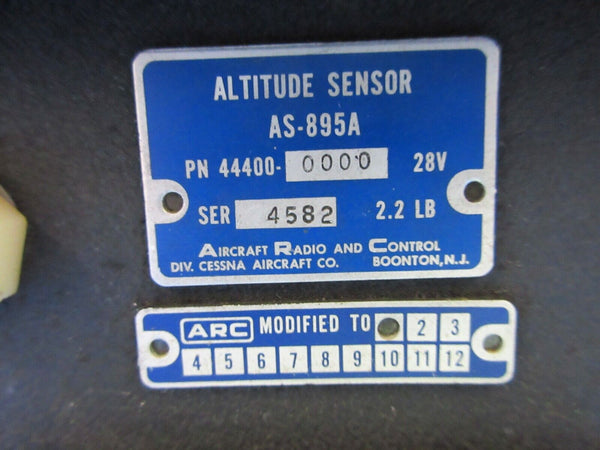 ALTITUDE SENSOR
AS-895A
PN 44400-0000 28V
SER 4582 2.2 LB
AIRCRAFT RADIO AND CONTROL
DIV. CESSNA AIRCRAFT CO. BOONTON, N.J.
ARC MODIFIED TO 2 3
4 5 6 7 8 9 10 11 12